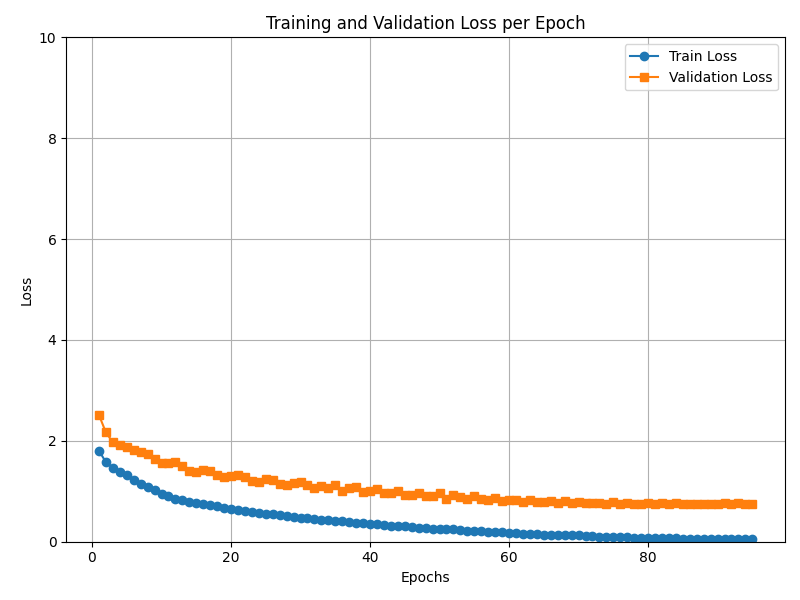 Training and Validation Loss per Epoch
Train Loss
Validation Loss
10
8
6
4
2
0
Loss
0 20 40 60 80
Epochs